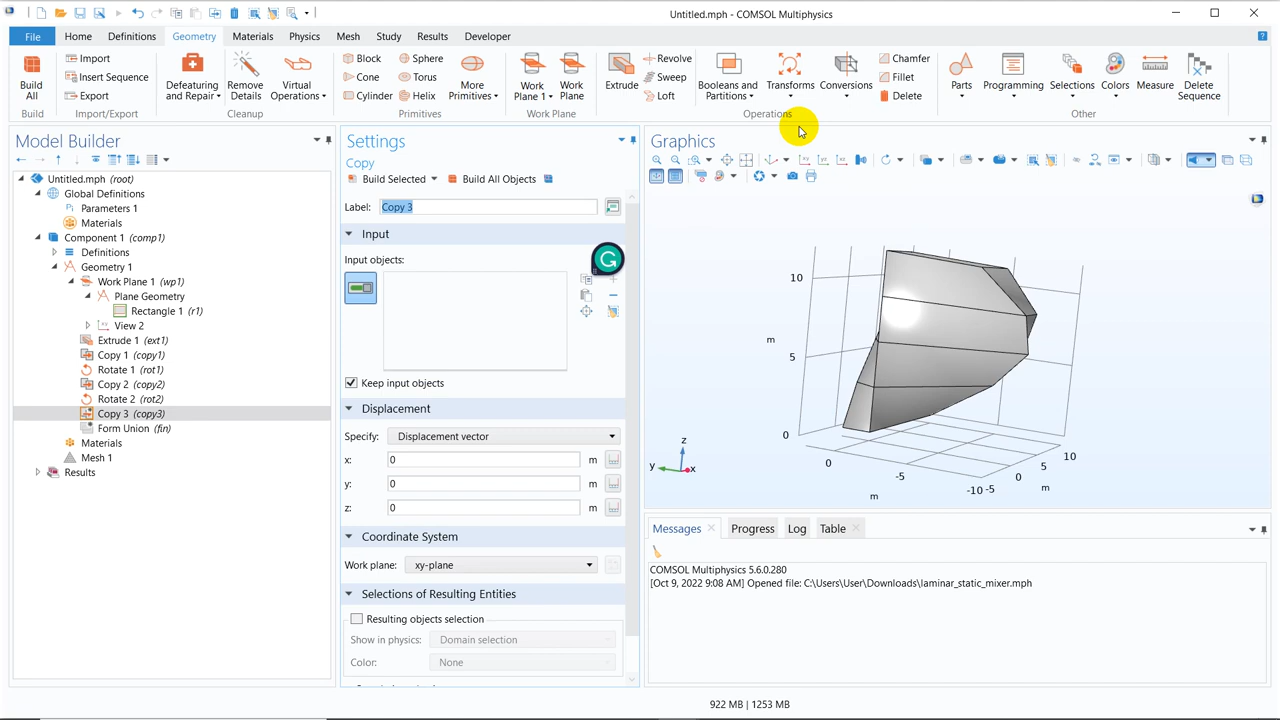 Untitled.mph - COMSOL Multiphysics
File Home Definitions Geometry Materials Physics Mesh Study Results Developer
Build All
Import
Insert Sequence
Export
Defeaturing and Repair
Remove Details
Virtual Operations
Block
Cone
Cylinder
Sphere
Torus
Helix
More Primitives
Work Plane 1
Work Plane
Extrude
Revolve
Sweep
Loft
Booleans and Partitions
Transforms
Conversions
Chamfer
Fillet
Delete
Parts
Programming
Selections
Colors
Measure
Delete Sequence
Build Import/Export Cleanup Primitives Work Plane Operations Other
Model Builder
Untitled.mph (root)
Global Definitions
Parameters 1
Materials
Component 1 (comp1)
Definitions
Geometry 1
Work Plane 1 (wp1)
Plane Geometry
Rectangle 1 (r1)
View 2
Extrude 1 (ext1)
Copy 1 (copy1)
Rotate 1 (rot1)
Copy 2 (copy2)
Rotate 2 (rot2)
Copy 3 (copy3)
Form Union (fin)
Materials
Mesh 1
Results
Settings
Copy
Build Selected Build All Objects
Label: Copy 3
Input
Input objects:
Keep input objects
Displacement
Specify: Displacement vector
x: 0 m
y: 0 m
z: 0 m
Coordinate System
Work plane: xy-plane
Selections of Resulting Entities
Resulting objects selection
Show in physics: Domain selection
Color: None
Graphics
10
m
5
0
0
-5
-10
m
-5
0
5
10
m
z
y
x
Messages Progress Log Table
COMSOL Multiphysics 5.6.0.280
[Oct 9, 2022 9:08 AM] Opened file: C:\Users\User\Downloads\laminar_static_mixer.mph
922 MB | 1253 MB